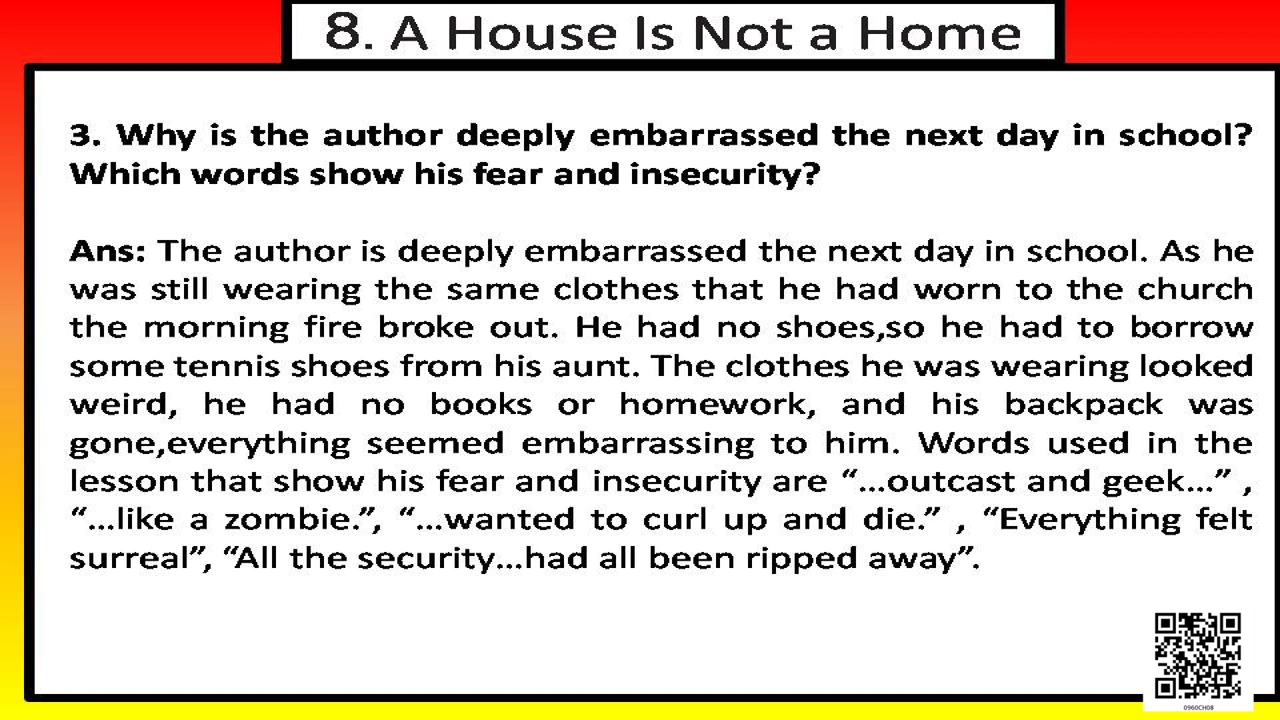 8. A House Is Not a Home
3. Why is the author deeply embarrassed the next day in school?
Which words show his fear and insecurity?
Ans: The author is deeply embarrassed the next day in school. As he
was still wearing the same clothes that he had worn to the church
the morning fire broke out. He had no shoes,so he had to borrow
some tennis shoes from his aunt. The clothes he was wearing looked
weird, he had no books or homework, and his backpack was
gone,everything seemed embarrassing to him. Words used in the
lesson that show his fear and insecurity are “...outcast and geek...” ,
“...like a zombie.”, “...wanted to curl up and die.” , “Everything felt
surreal”, “All the security...had all been ripped away”.
0960CH08